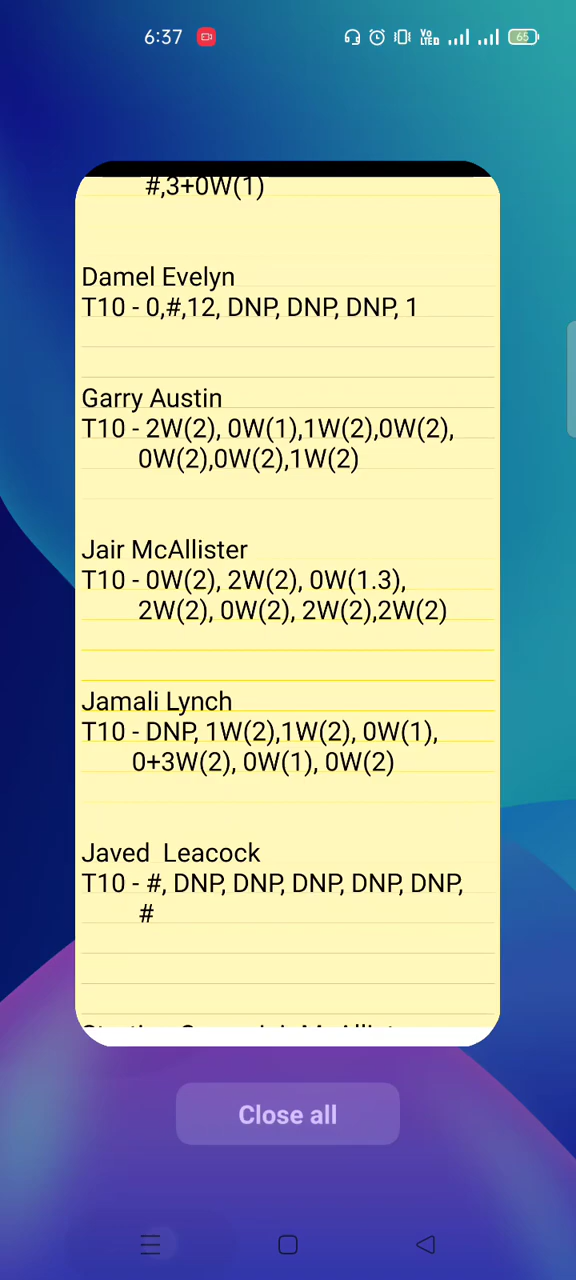 6:37
VoLTED
65
#,3+0W(1)
Damel Evelyn
T10 - 0,#,12, DNP, DNP, DNP, 1
Garry Austin
T10 - 2W(2), 0W(1),1W(2),0W(2),
0W(2),0W(2),1W(2)
Jair McAllister
T10 - 0W(2), 2W(2), 0W(1.3),
2W(2), 0W(2), 2W(2),2W(2)
Jamali Lynch
T10 - DNP, 1W(2),1W(2), 0W(1),
0+3W(2), 0W(1), 0W(2)
Javed  Leacock
T10 - #, DNP, DNP, DNP, DNP, DNP,
#
Close all